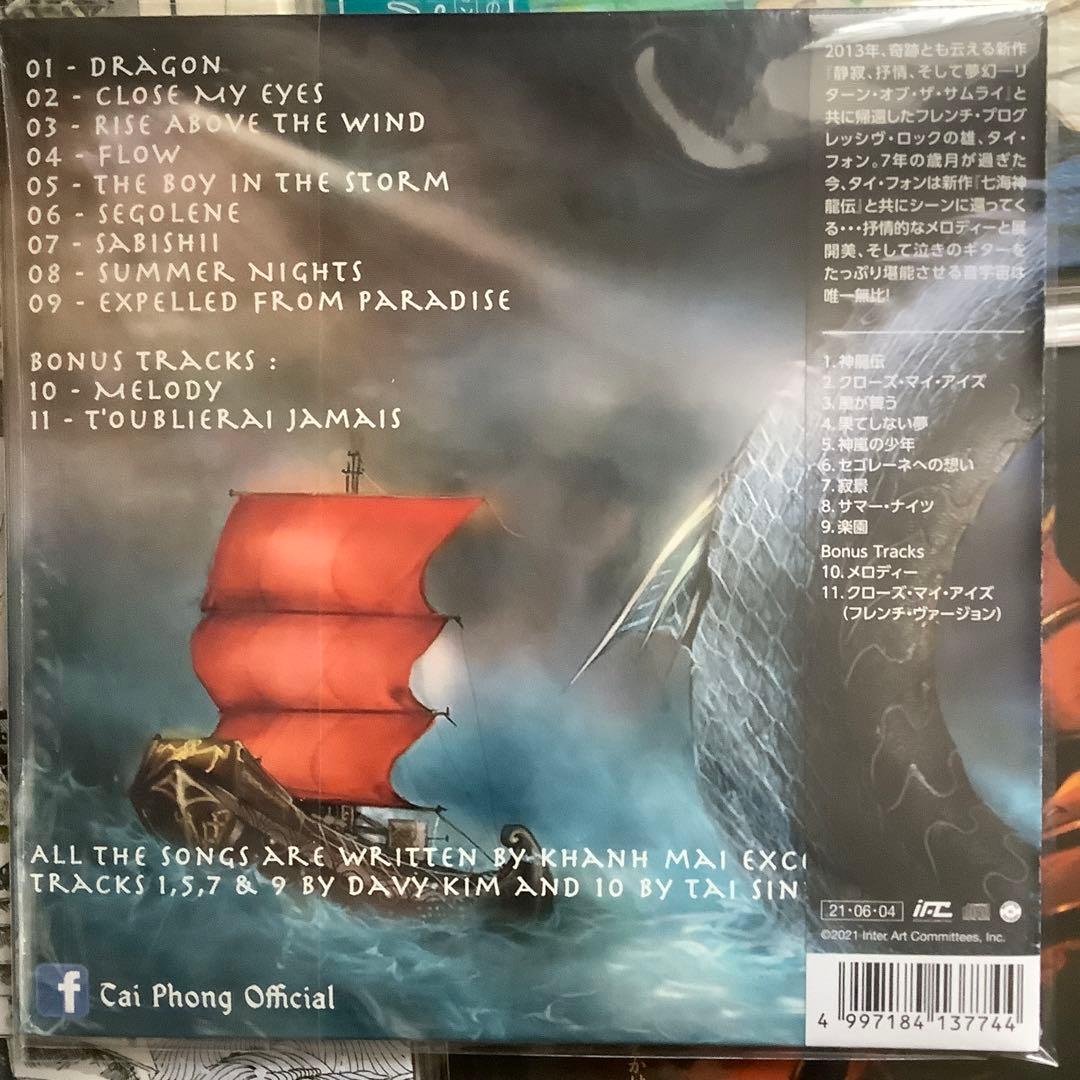 01 - DRAGON
02 - CLOSE MY EYES
03 - RISE ABOVE THE WIND
04 - FLOW
05 - THE BOY IN THE STORM
06 - SEGOLENE
07 - SABISHII
08 - SUMMER NIGHTS
09 - EXPELLED FROM PARADISE
BONUS TRACKS :
10 - MELODY
11 - T'OUBLIERAI JAMAIS
ALL THE SONGS ARE WRITTEN BY KHANH MAI EXC
TRACKS 1,5,7 & 9 BY DAVY KIM AND 10 BY TAI SIN
f Tai Phong Official
2013年、奇跡とも云える新作
『静寂、抒情、そして夢幻―リ
ターン・オブ・ザ・サムライ』と
共に帰還したフレンチ・プログ
レッシヴ・ロックの雄、タイ・
フォン。7年の歳月が過ぎた
今、タイ・フォンは新作『七海神
龍伝』と共にシーンに還ってく
る・・・抒情的なメロディーと展
開美、そして泣きのギターを
たっぷり堪能させる音宇宙は
唯一無比!
1.神龍伝
2.クローズ・マイ・アイズ
3.風が舞う
4.果てしない夢
5.神嵐の少年
6.セゴレーネへの想い
7.寂景
8.サマー・ナイツ
9.楽園
Bonus Tracks
10.メロディー
11.クローズ・マイ・アイズ
(フレンチ・ヴァージョン)
21・06・04 iAC
©2021 Inter Art Committees, Inc.
4 997184 137744